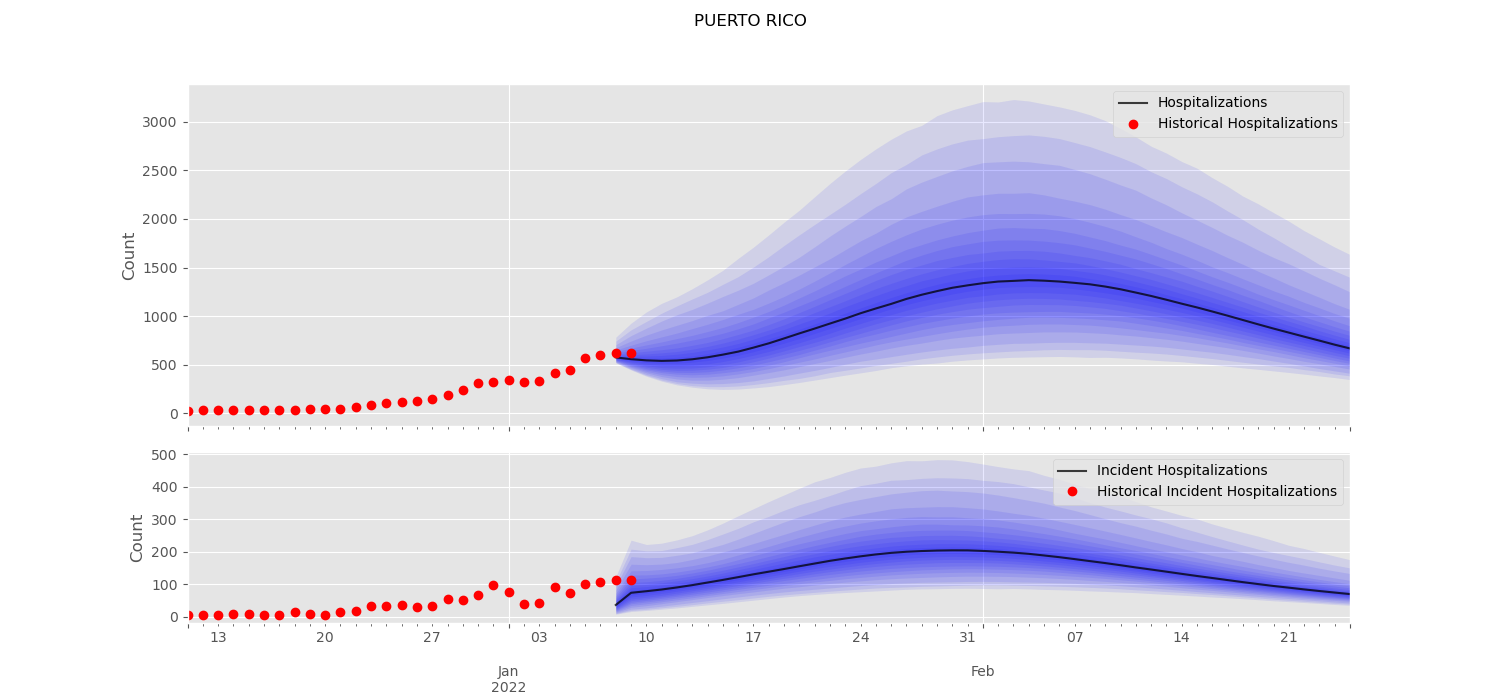 PUERTO RICO
Hospitalizations
Historical Hospitalizations
Count
3000
2500
2000
1500
1000
500
0
Incident Hospitalizations
Historical Incident Hospitalizations
Count
500
400
300
200
100
0
13 20 27 03 10 17 24 31 07 14 21
Jan Feb
2022